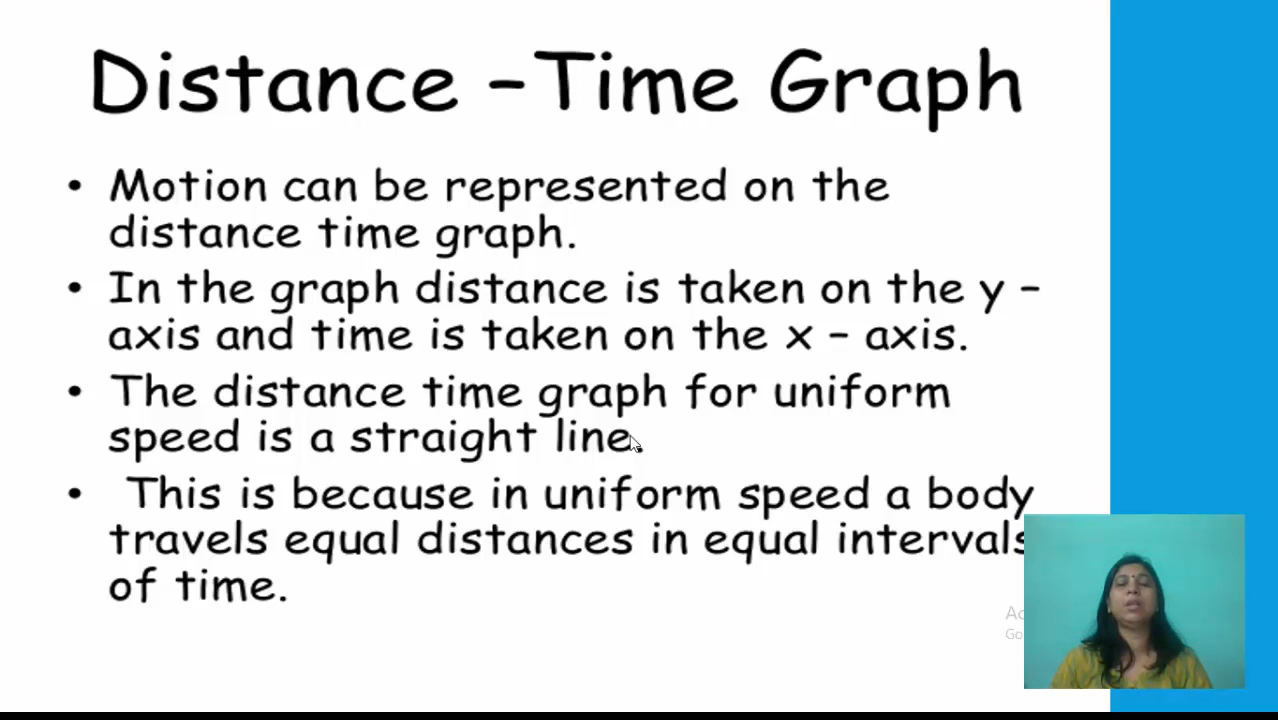 Distance –Time Graph
• Motion can be represented on the
distance time graph.
• In the graph distance is taken on the y –
axis and time is taken on the x – axis.
• The distance time graph for uniform
speed is a straight line.
• This is because in uniform speed a body
travels equal distances in equal intervals
of time.
Ac
Go